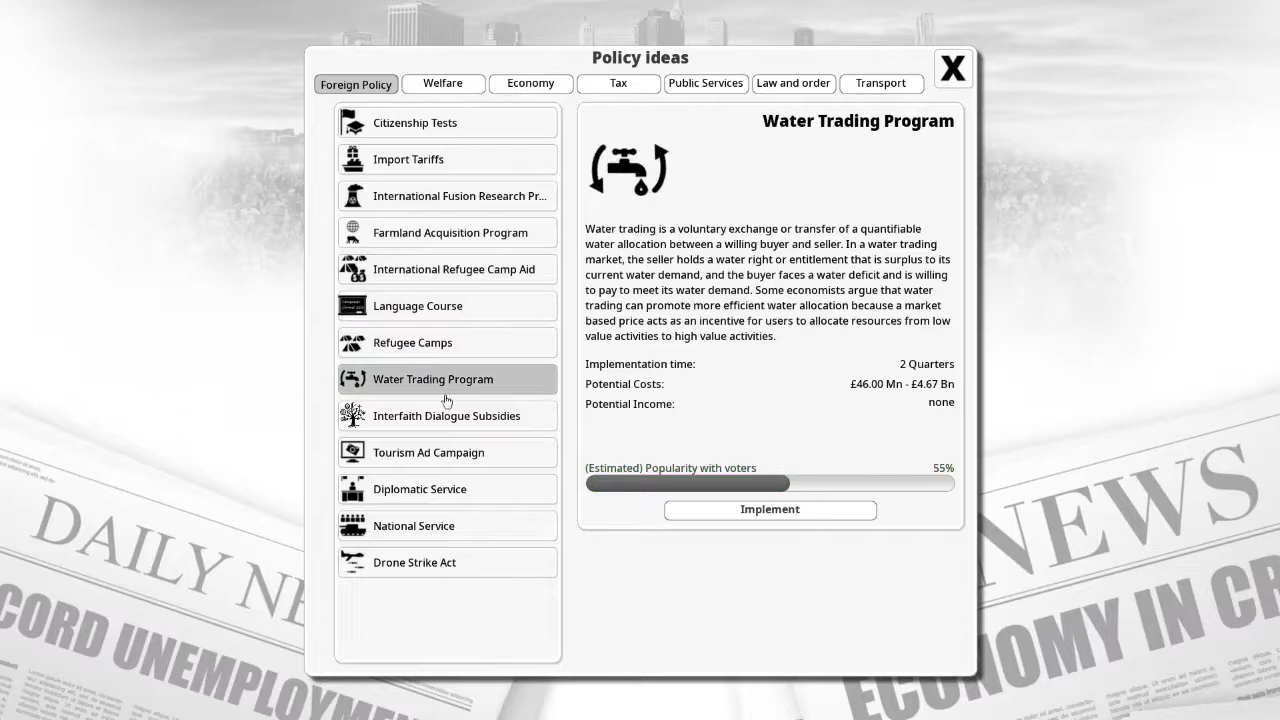 Policy ideas
X
Foreign Policy
Welfare
Economy
Tax
Public Services
Law and order
Transport
Citizenship Tests
Import Tariffs
International Fusion Research Pr...
Farmland Acquisition Program
International Refugee Camp Aid
Language Course
Refugee Camps
Water Trading Program
Interfaith Dialogue Subsidies
Tourism Ad Campaign
Diplomatic Service
National Service
Drone Strike Act
Water Trading Program
Water trading is a voluntary exchange or transfer of a quantifiable
water allocation between a willing buyer and seller. In a water trading
market, the seller holds a water right or entitlement that is surplus to its
current water demand, and the buyer faces a water deficit and is willing
to pay to meet its water demand. Some economists argue that water
trading can promote more efficient water allocation because a market
based price acts as an incentive for users to allocate resources from low
value activities to high value activities.
Implementation time: 2 Quarters
Potential Costs: £46.00 Mn - £4.67 Bn
Potential Income: none
(Estimated) Popularity with voters 55%
Implement
DAILY NE
CORD UNEMPLOYM
NEWS
ECONOMY IN CR